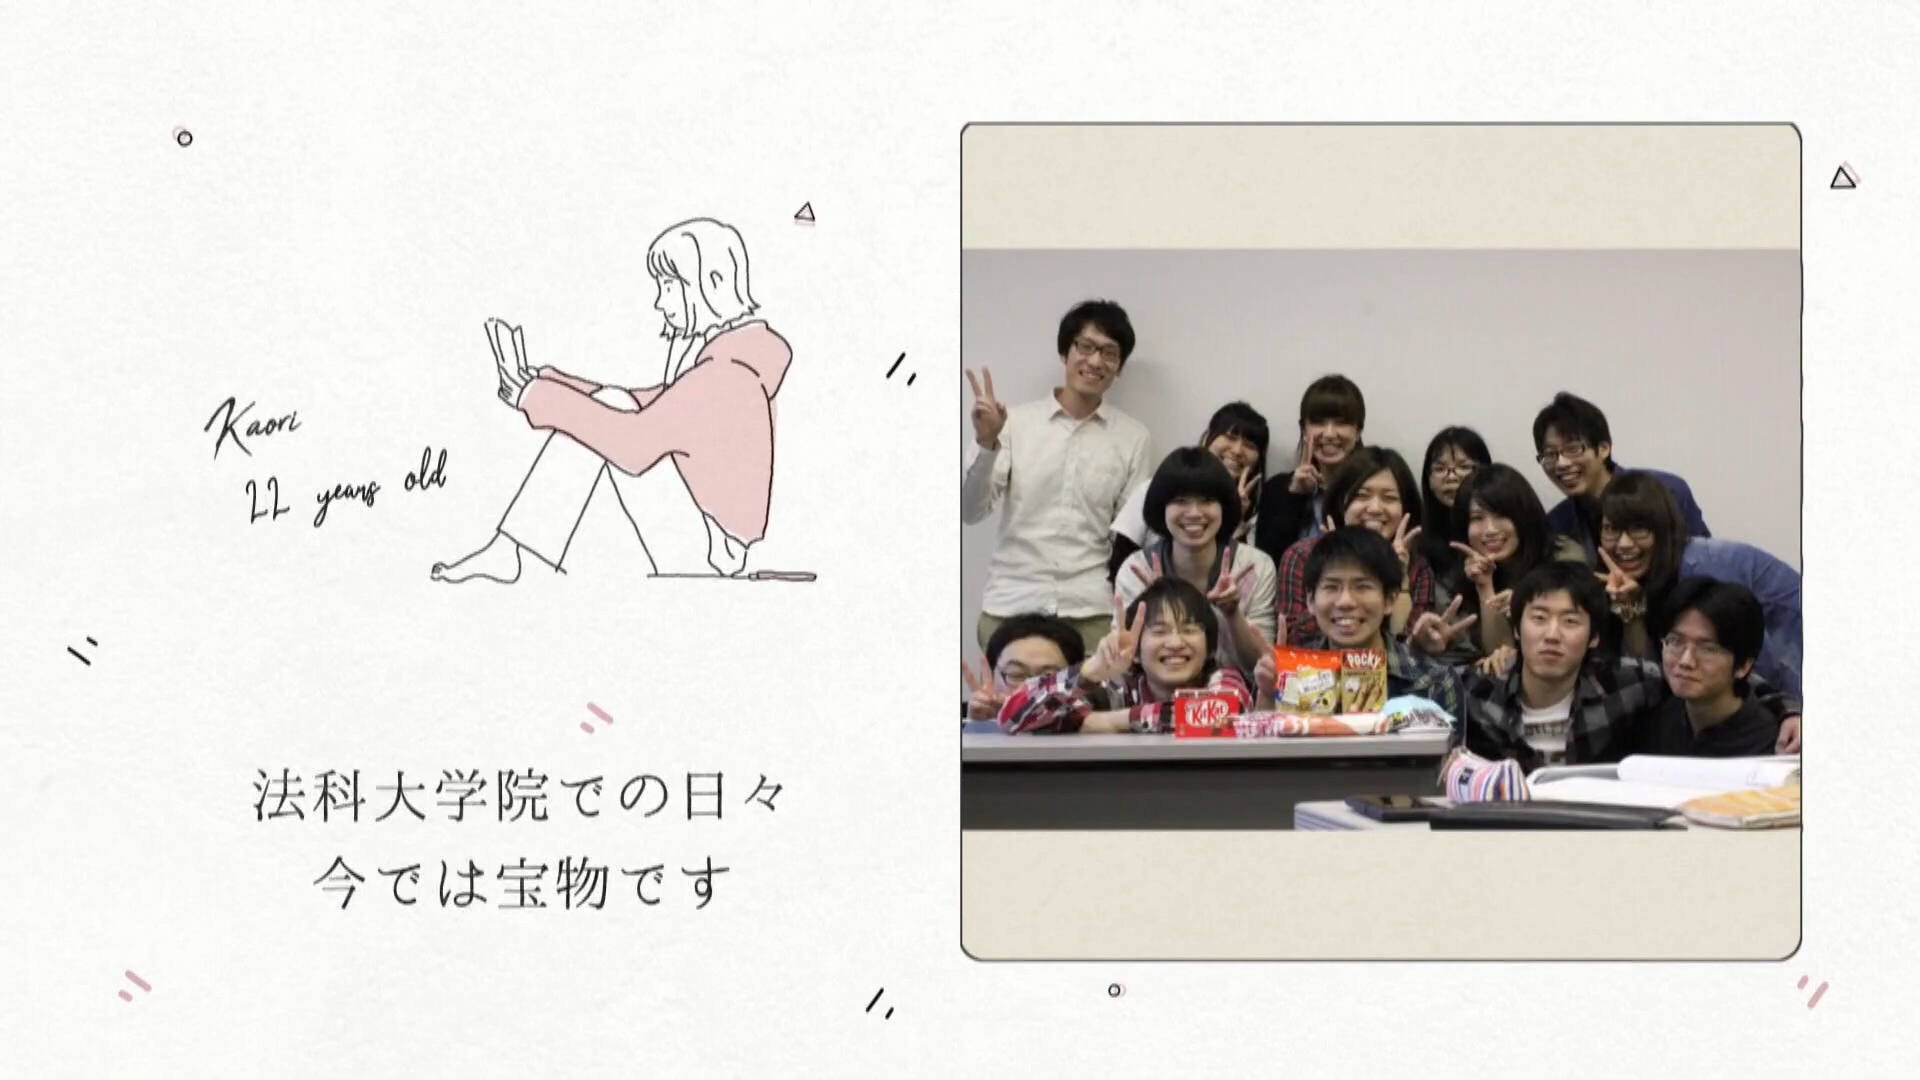 Kaori
22 years old
法科大学院での日々
今では宝物です
POCKY
KitKat